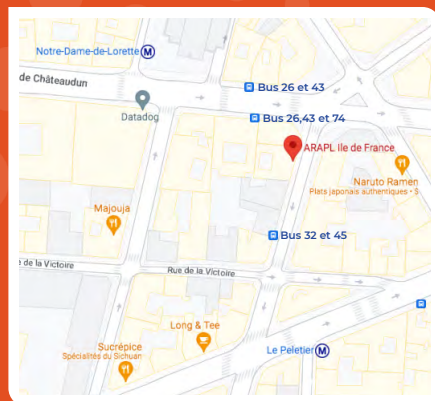 Notre-Dame-de-Lorette M
de Châteaudun
Bus 26 et 43
Datadog
Bus 26,43 et 74
ARAPL Ile de France
Naruto Ramen
Plats japonais authentiques • S
Majouja
Bus 32 et 45
é de la Victoire
Rue de la Victoire
Long & Tee
Le Peletier M
Sucrépice
Spécialités du Sichuan